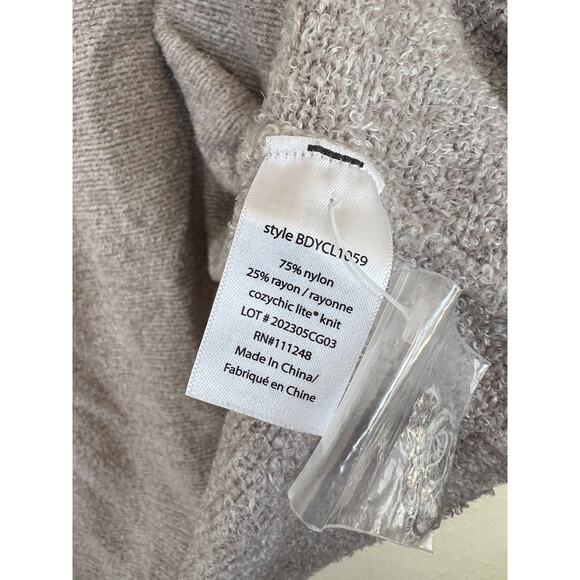 style BDYCL1059
75% nylon
25% rayon / rayonne
cozychic lite® knit
LOT # 202305CG03
RN#111248
Made In China/
Fabriqué en Chine